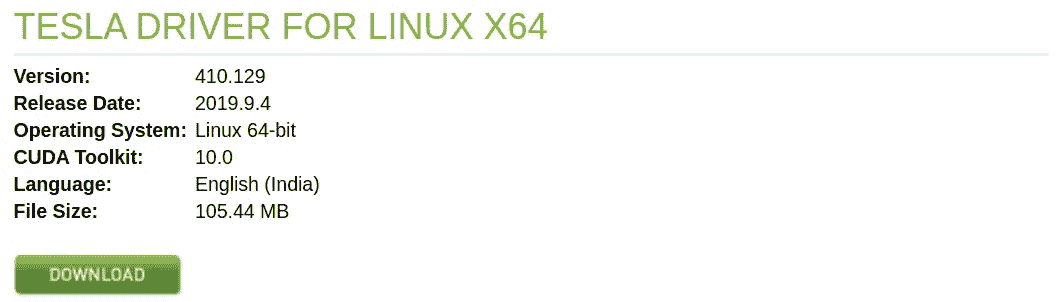 TESLA DRIVER FOR LINUX X64
Version: 410.129
Release Date: 2019.9.4
Operating System: Linux 64-bit
CUDA Toolkit: 10.0
Language: English (India)
File Size: 105.44 MB
DOWNLOAD